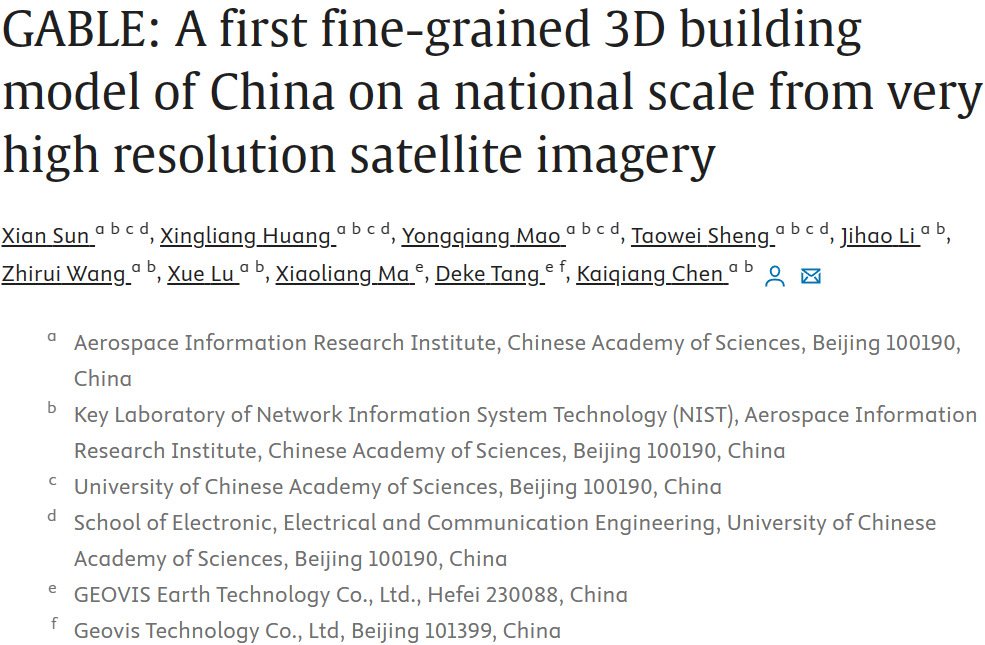 GABLE: A first fine-grained 3D building
model of China on a national scale from very
high resolution satellite imagery
Xian Sun a b c d, Xingliang Huang a b c d, Yongqiang Mao a b c d, Taowei Sheng a b c d, Jihao Li a b,
Zhirui Wang a b, Xue Lu a b, Xiaoliang Ma e, Deke Tang e f, Kaiqiang Chen a b
a Aerospace Information Research Institute, Chinese Academy of Sciences, Beijing 100190,
China
b Key Laboratory of Network Information System Technology (NIST), Aerospace Information
Research Institute, Chinese Academy of Sciences, Beijing 100190, China
c University of Chinese Academy of Sciences, Beijing 100190, China
d School of Electronic, Electrical and Communication Engineering, University of Chinese
Academy of Sciences, Beijing 100190, China
e GEOVIS Earth Technology Co., Ltd., Hefei 230088, China
f Geovis Technology Co., Ltd, Beijing 101399, China